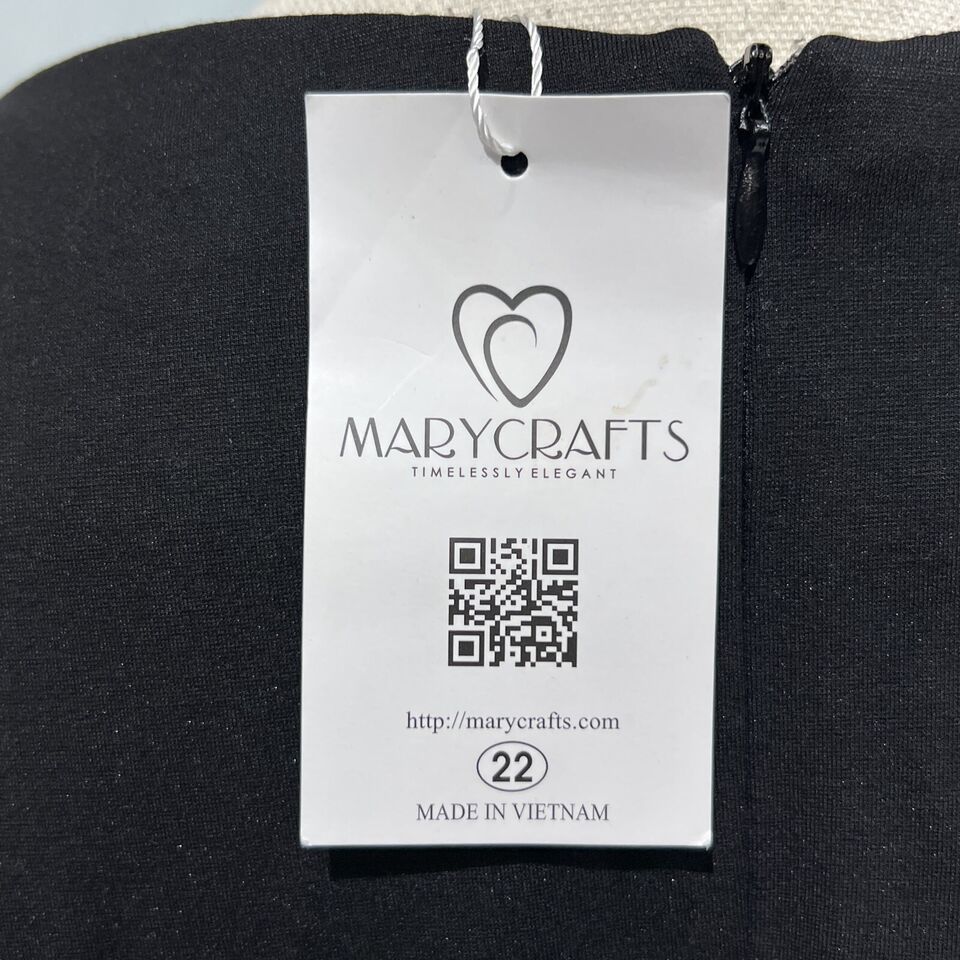 MARYCRAFTS
TIMELESSLY ELEGANT
http://marycrafts.com
22
MADE IN VIETNAM